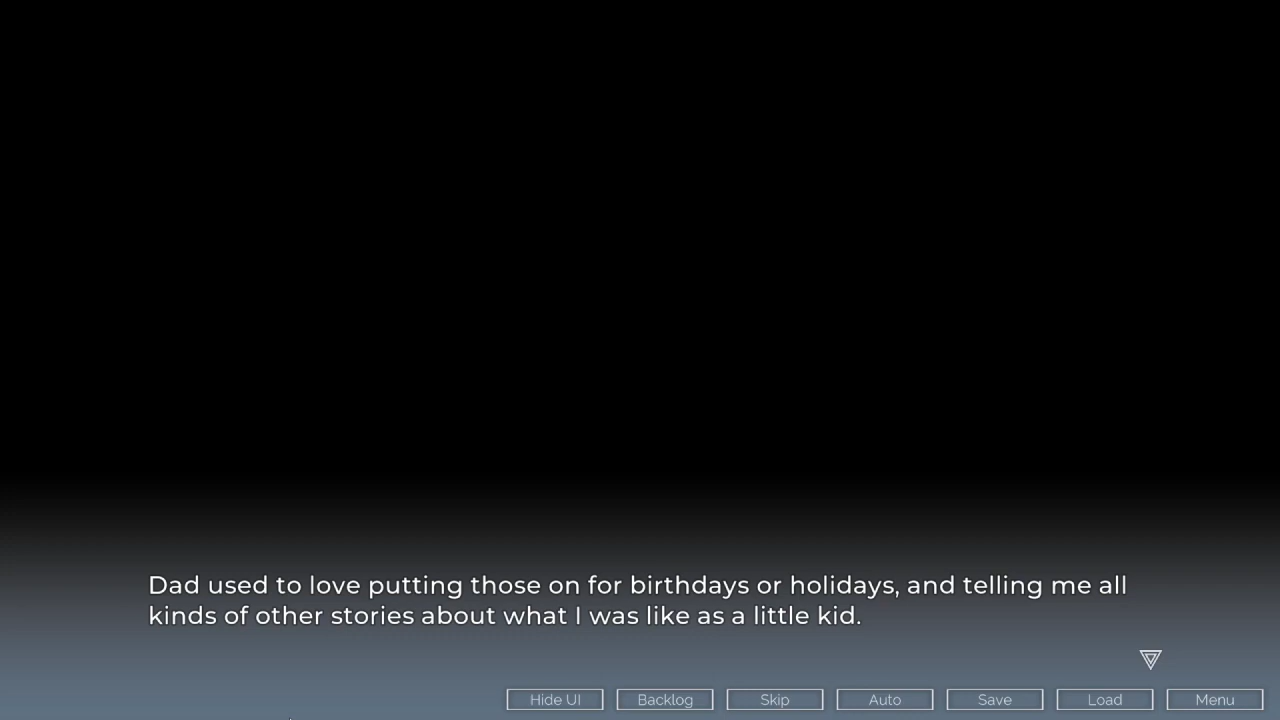 Dad used to love putting those on for birthdays or holidays, and telling me all
kinds of other stories about what I was like as a little kid.
Hide UI
Backlog
Skip
Auto
Save
Load
Menu